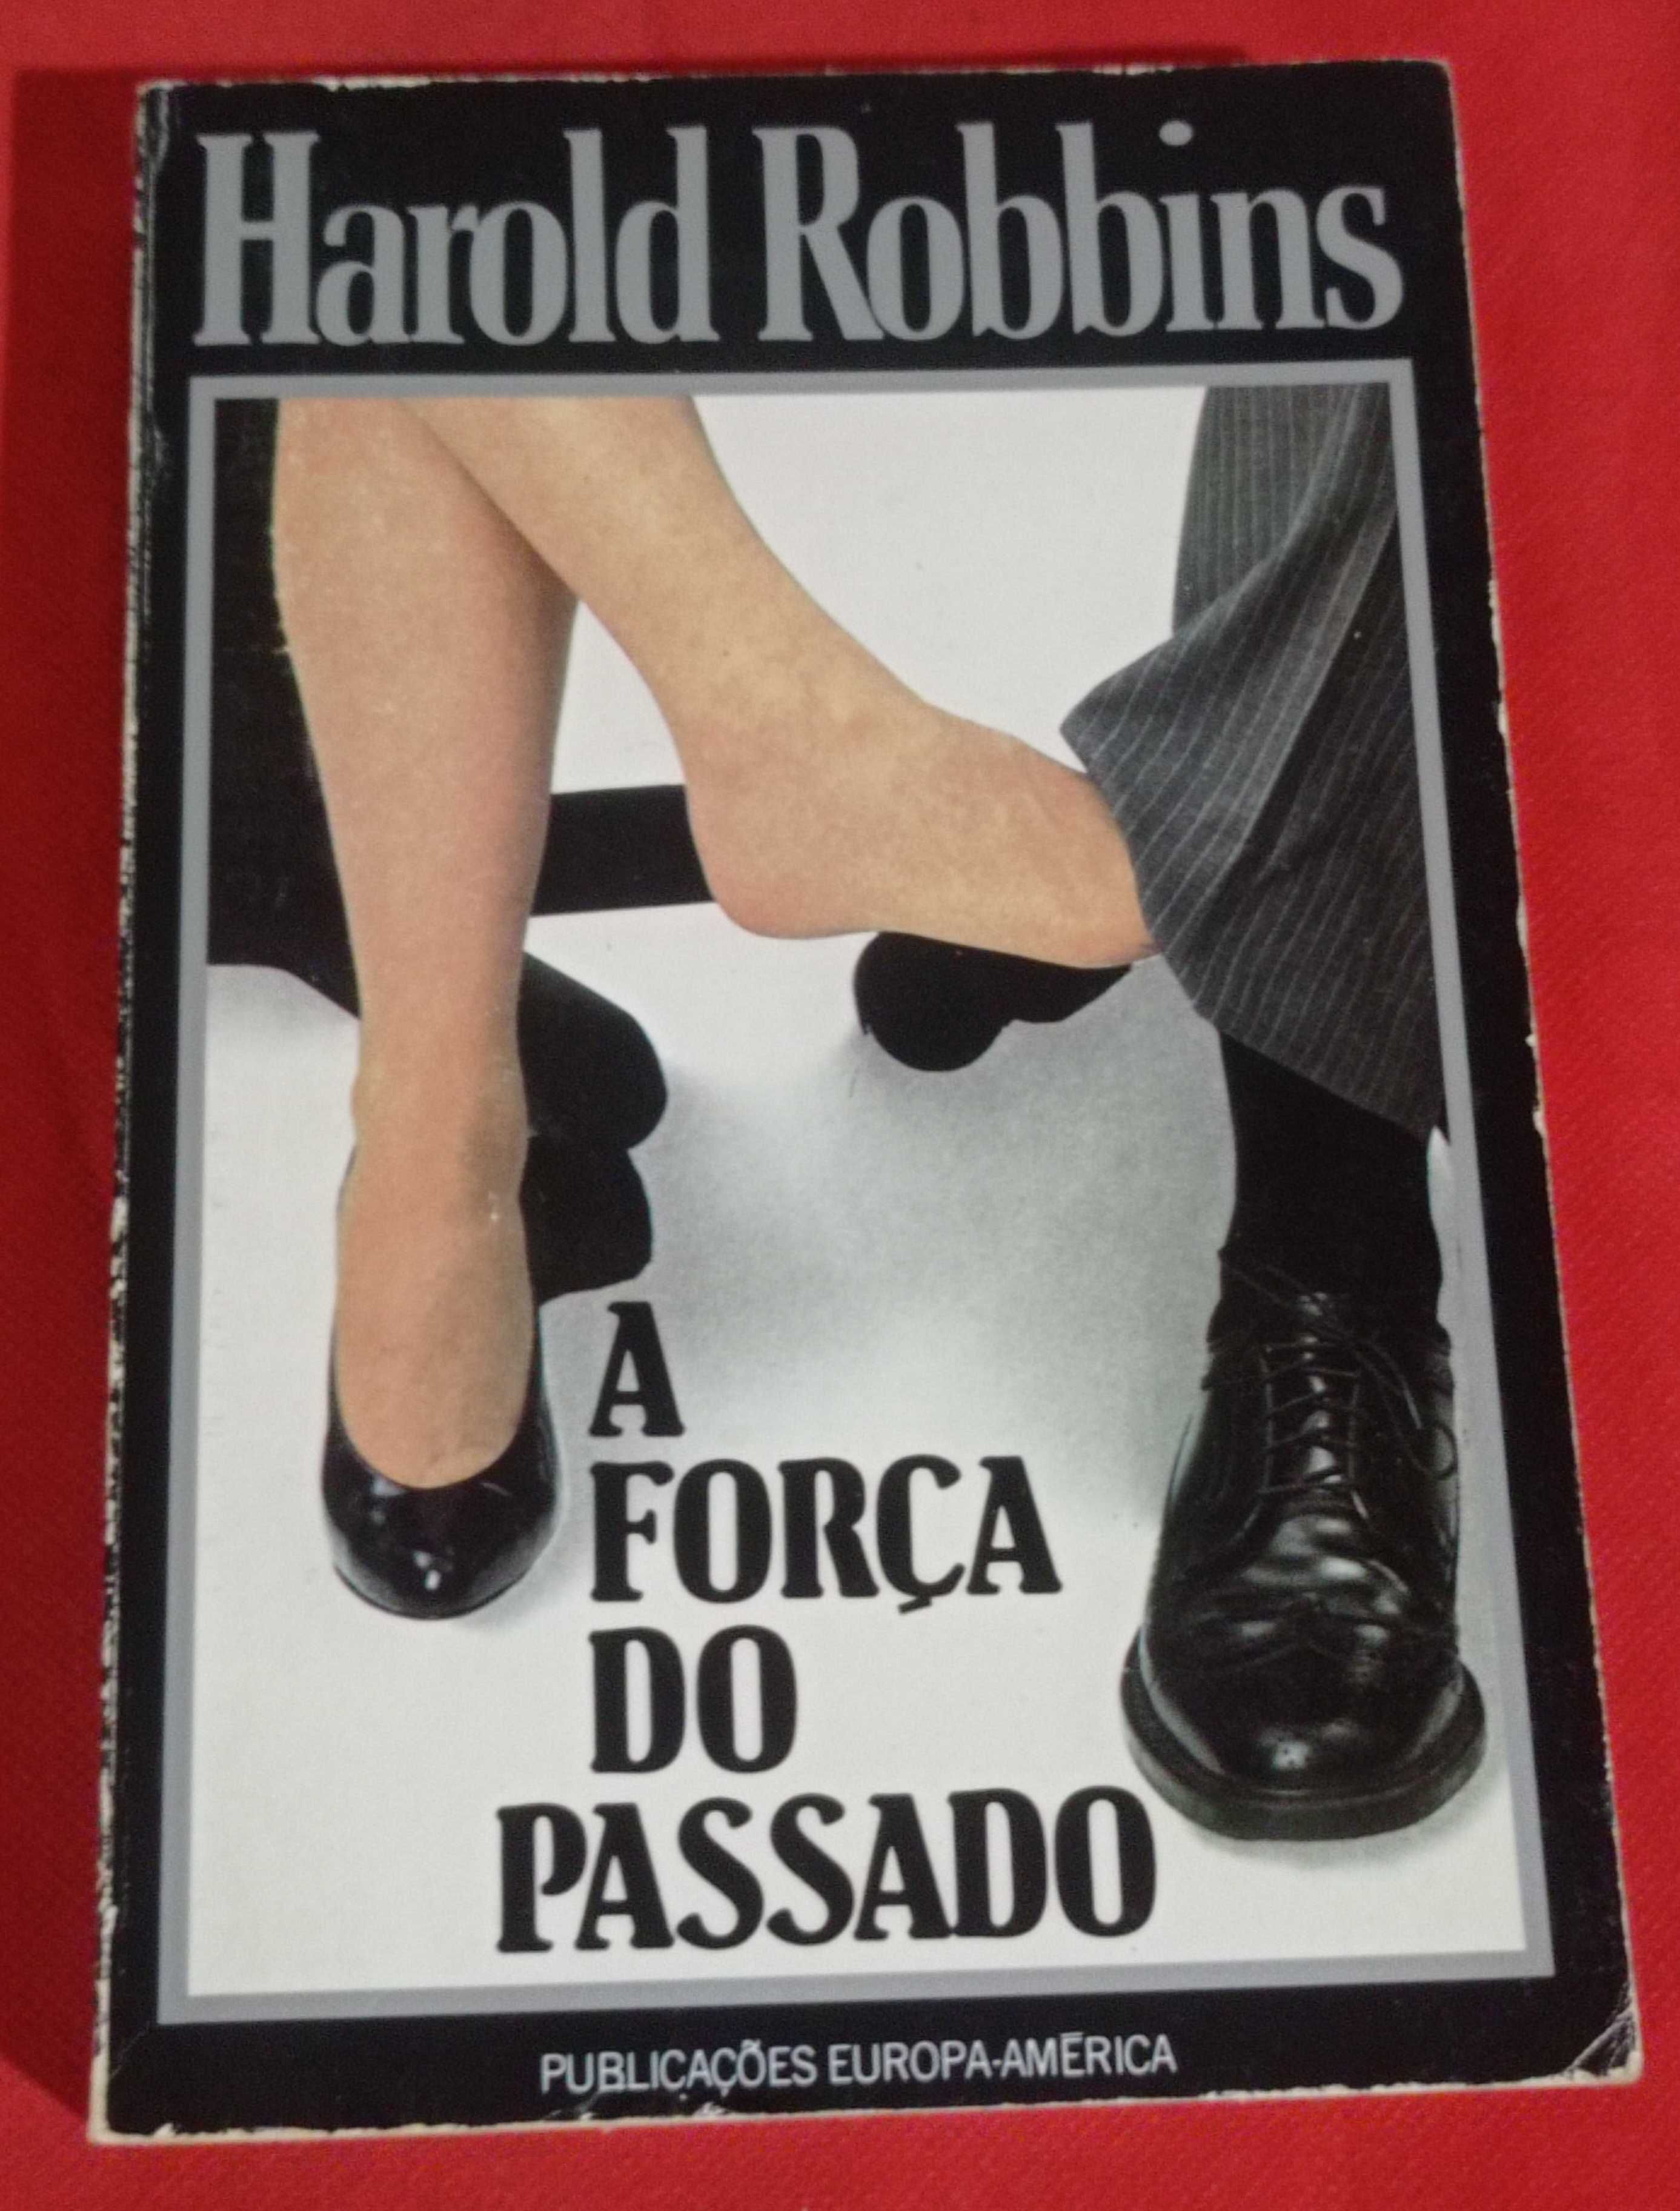 Harold Robbins
A
FORÇA
DO
PASSADO
PUBLICAÇÕES EUROPA-AMÉRICA